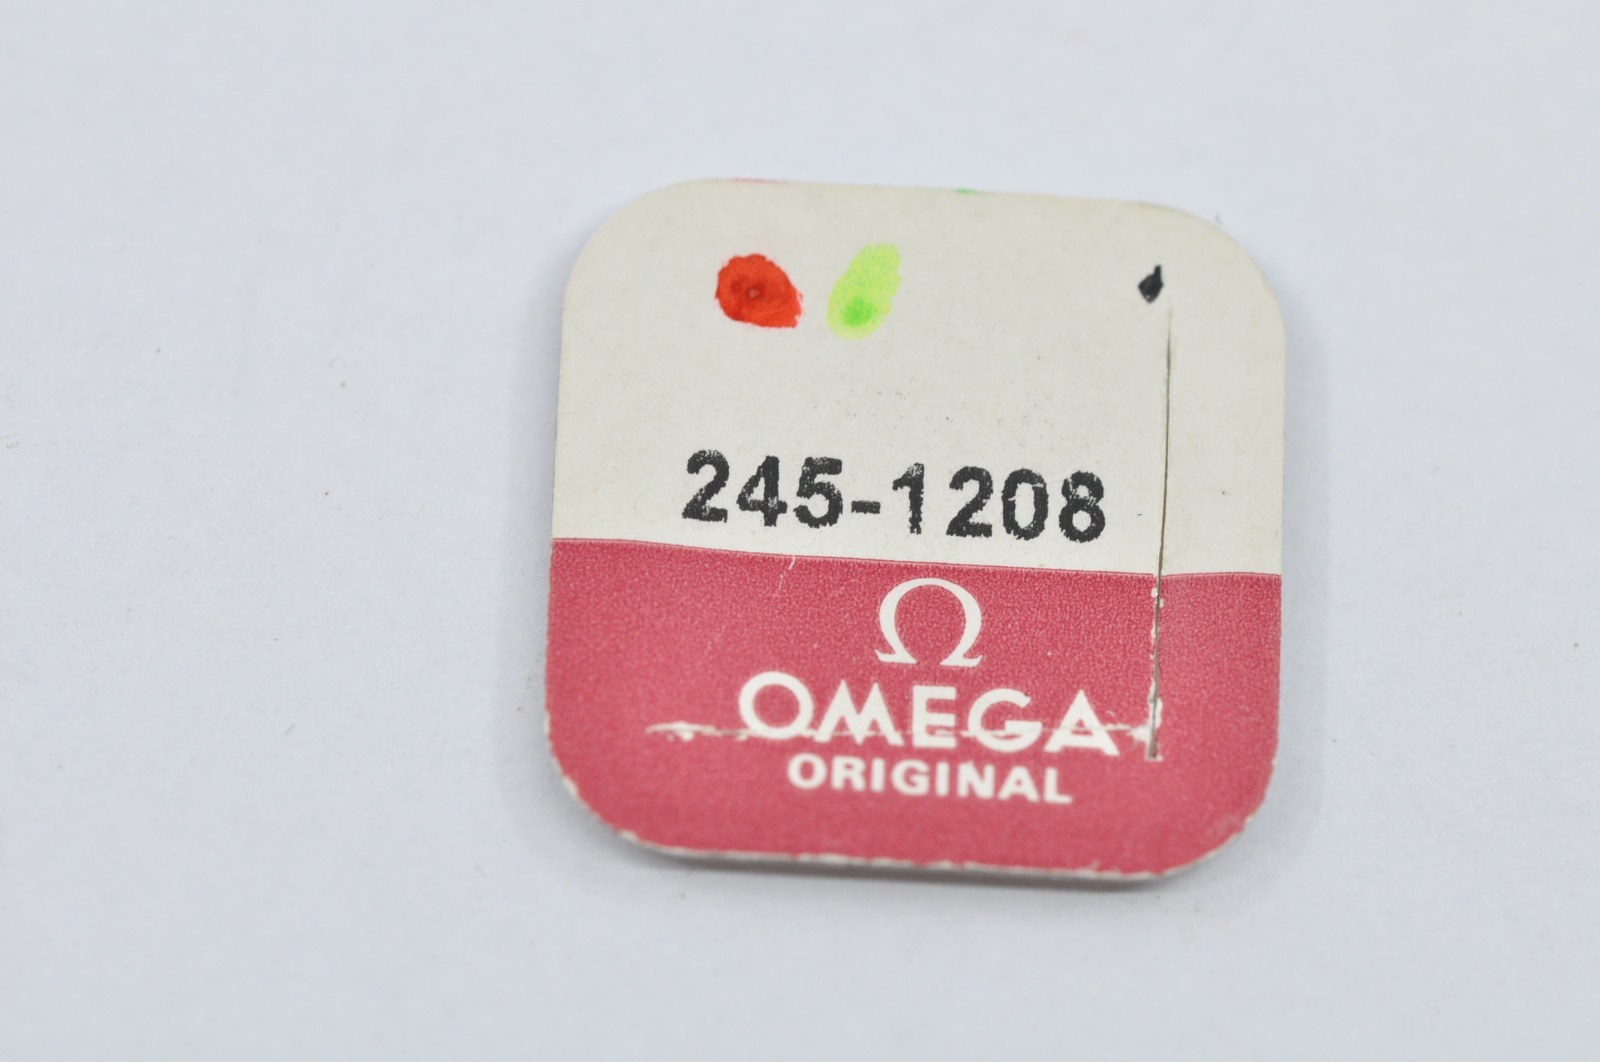 245-1208
Ω
OMEGA
ORIGINAL